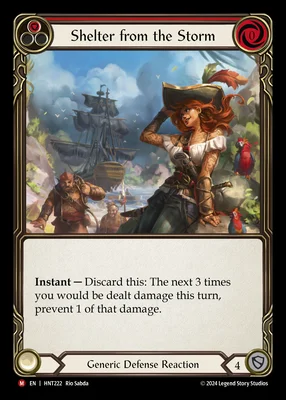 Shelter from the Storm
Instant — Discard this: The next 3 times
you would be dealt damage this turn,
prevent 1 of that damage.
Generic Defense Reaction
4
M | EN | HNT222 Rio Sabda
© 2024 Legend Story Studios